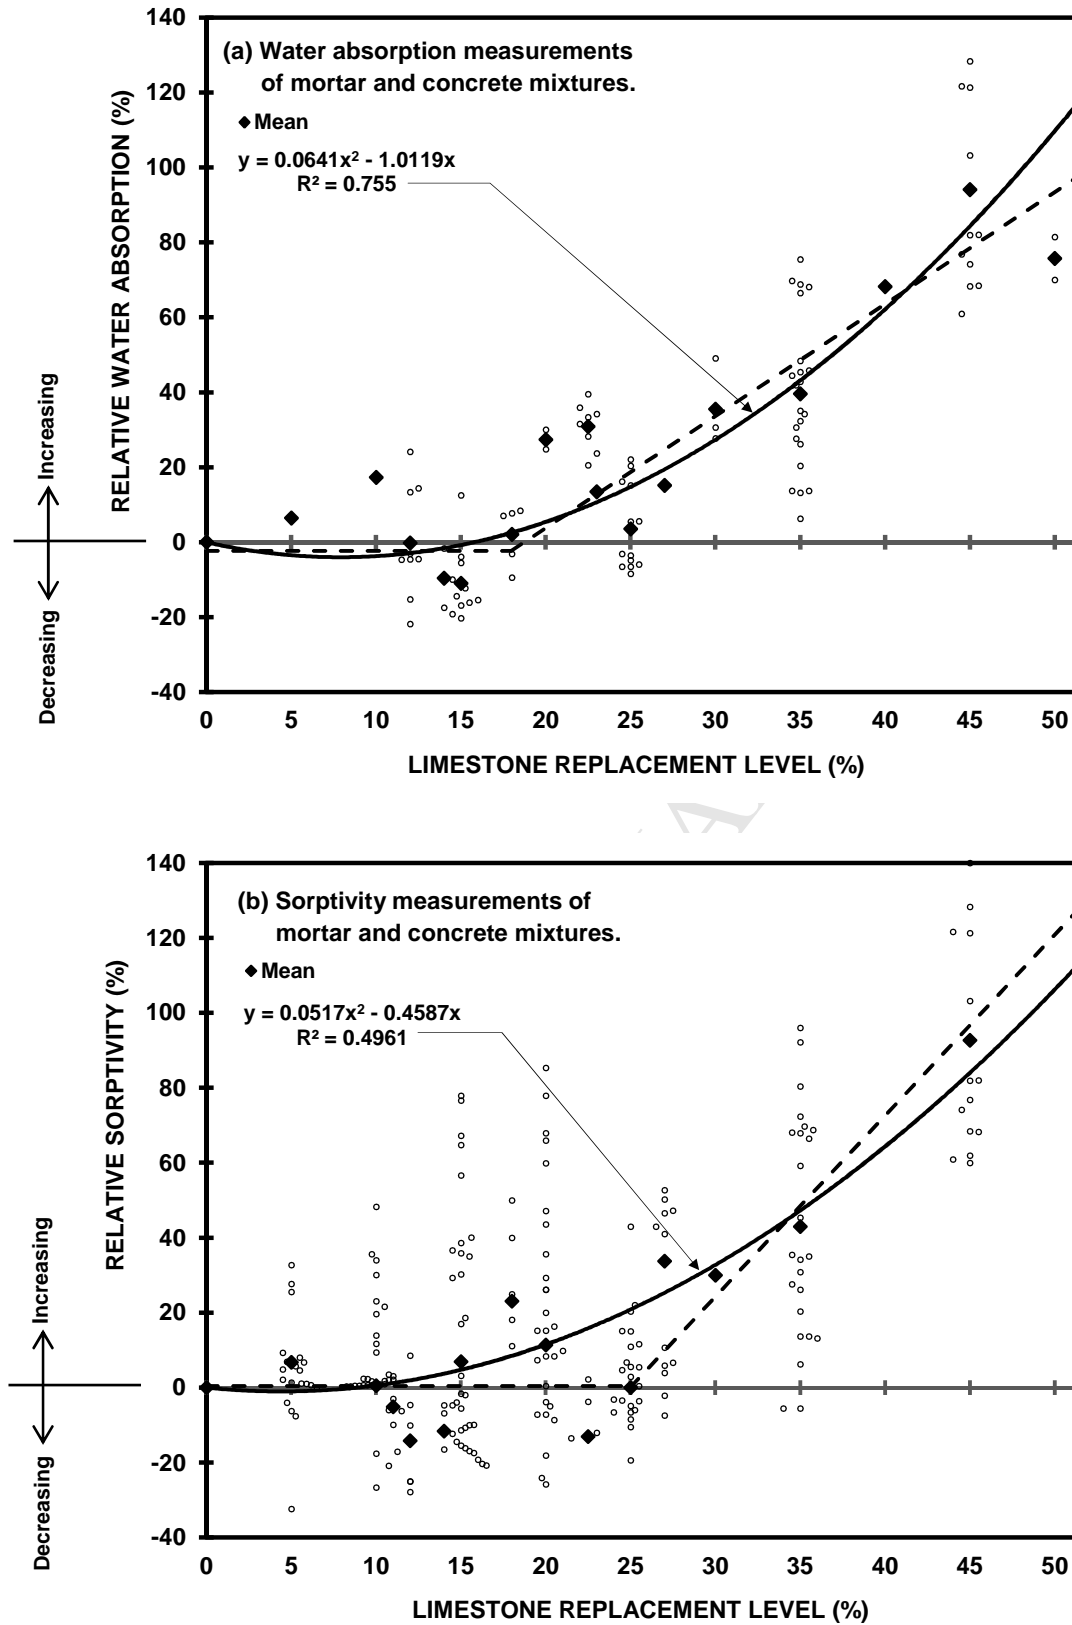 (a) Water absorption measurements
of mortar and concrete mixtures.
Mean
y = 0.0641x² - 1.0119x
R² = 0.755
RELATIVE WATER ABSORPTION (%)
Increasing
Decreasing
140
120
100
80
60
40
20
0
-20
-40
0 5 10 15 20 25 30 35 40 45 50
LIMESTONE REPLACEMENT LEVEL (%)
(b) Sorptivity measurements of
mortar and concrete mixtures.
Mean
y = 0.0517x² - 0.4587x
R² = 0.4961
RELATIVE SORPTIVITY (%)
Increasing
Decreasing
140
120
100
80
60
40
20
0
-20
-40
0 5 10 15 20 25 30 35 40 45 50
LIMESTONE REPLACEMENT LEVEL (%)